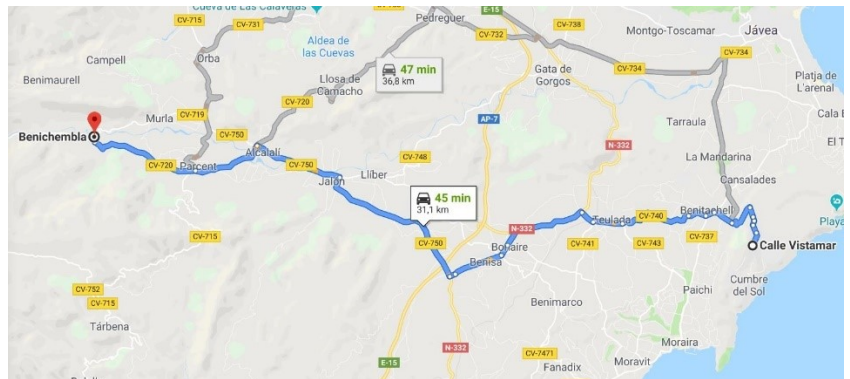 Cueva de Las Calaveras
CV-715
CV-731
Pedreguer
E-15
CV-732
CV-738
Montgo-Toscamar
Jávea
CV-734
CV-734
Campell
Orba
Aldea de
las Cuevas
47 min
36,8 km
Benimaurell
Llosa de
Camacho
Gata de
Gorgos
Platja de
L'arenal
CV-720
Murla
CV-719
AP-7
Cala
Benichembla
CV-750
N-332
Tarraula
CV-720
Parcent
Alcalalí
CV-750
CV-748
La Mandarina
Jalón
Llíber
Cansalades
45 min
31,1 km
Benitachell
Teulada
CV-740
CV-715
CV-750
N-332
Bonaire
CV-741
CV-743
CV-737
Calle Vistamar
Playa
Benisa
Cumbre
del Sol
CV-752
CV-715
Benimarco
Paichi
Tárbena
N-332
Moraira
E-15
CV-7471
Moravit
Fanadix